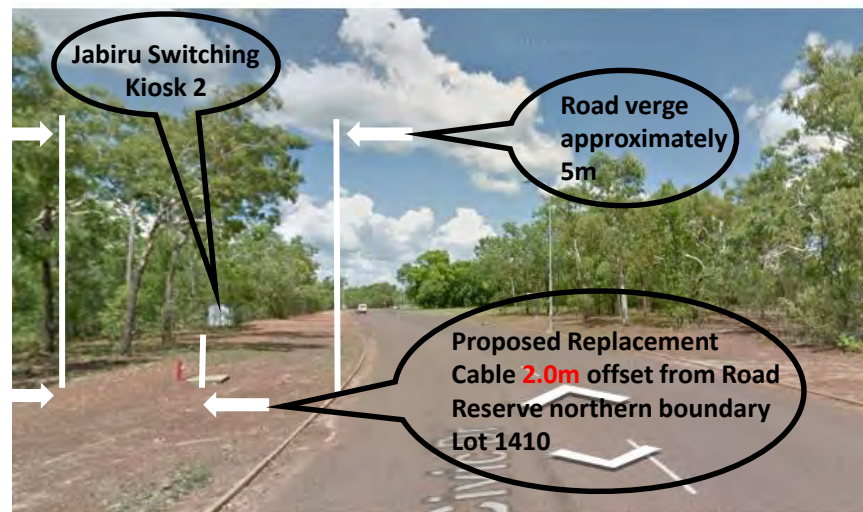 Jabiru Switching
Kiosk 2
Road verge
approximately
5m
Proposed Replacement
Cable 2.0m offset from Road
Reserve northern boundary
Lot 1410